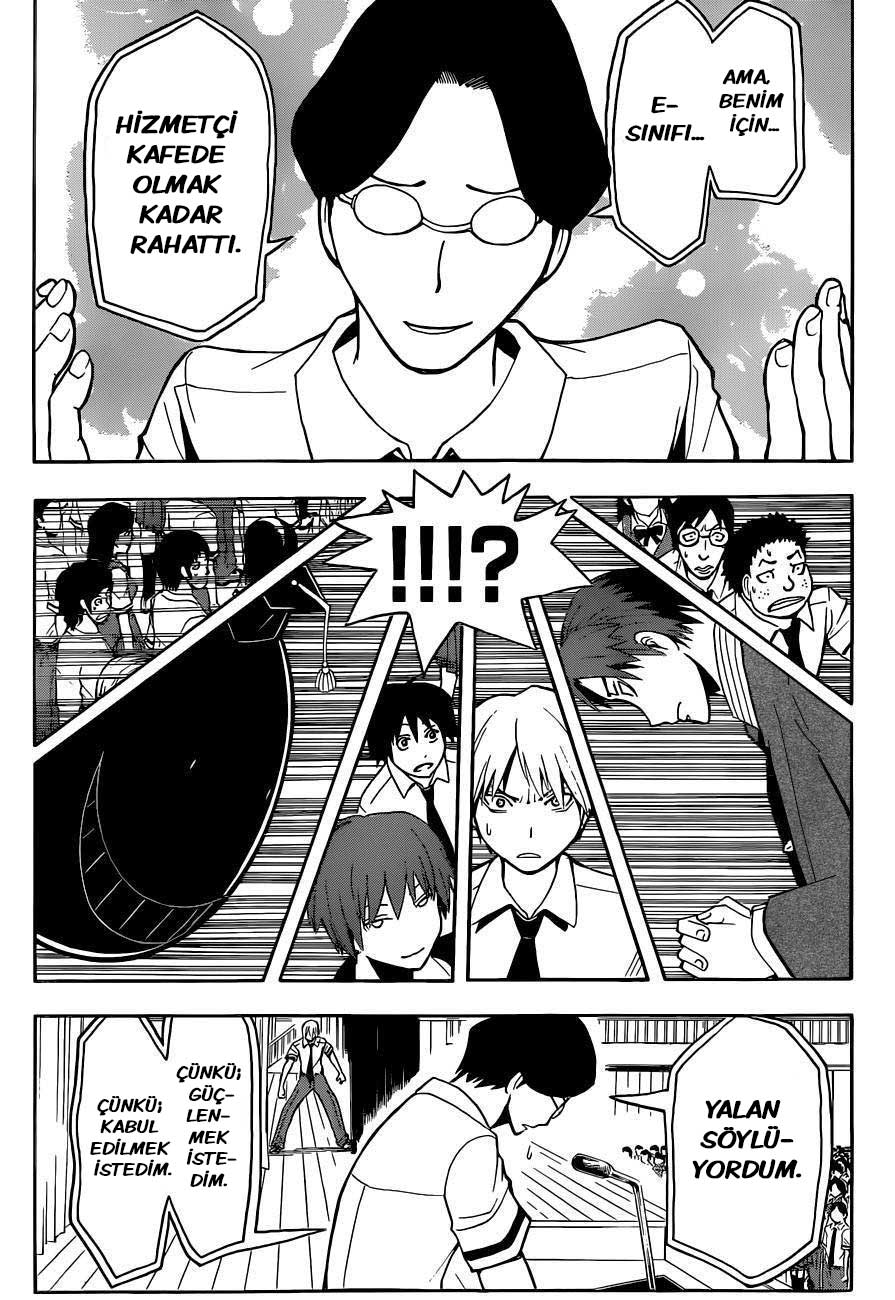 AMA,
BENİM
İÇİN...
E-
SINIFI...
HİZMETÇİ
KAFEDE
OLMAK
KADAR
RAHATTI.
!!!!?
YALAN
SÖYLÜ-
YORDUM.
ÇÜNKÜ;
GÜÇ-
LEN-
MEK
İSTE-
DİM.
ÇÜNKÜ;
KABUL
EDİLMEK
İSTEDİM.